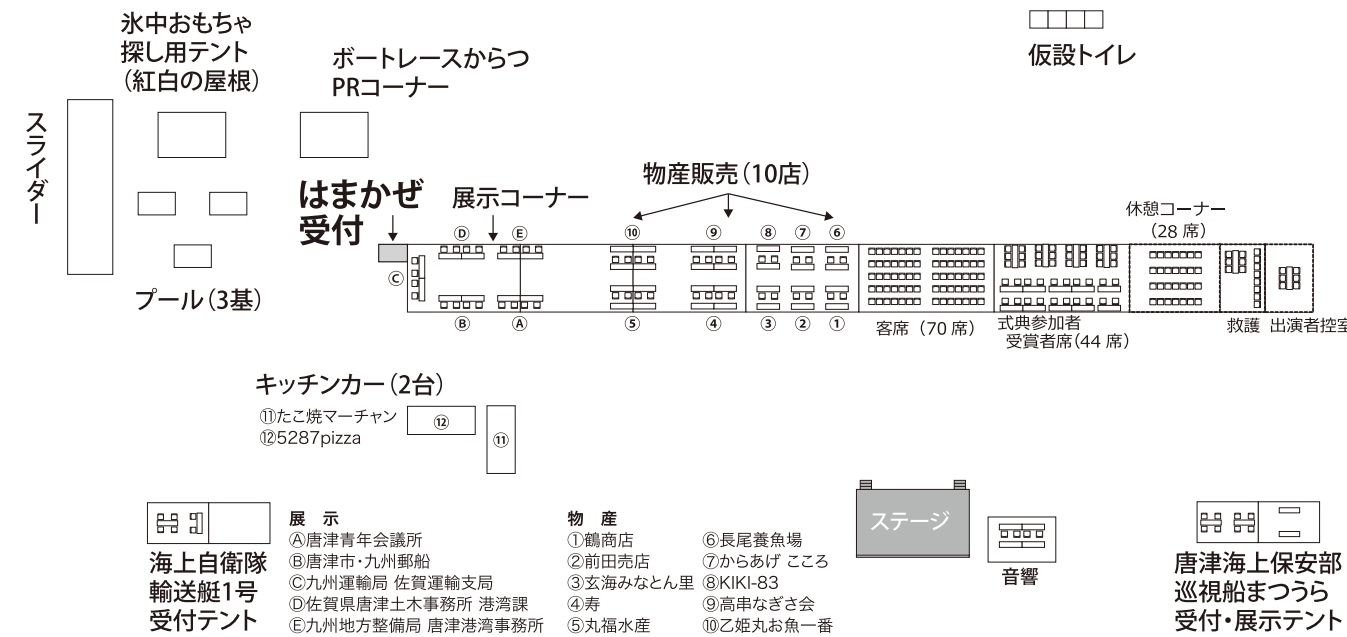 氷中おもちゃ
探し用テント
（紅白の屋根）
ボートレースからつ
PRコーナー
仮設トイレ
スライダー
はまかぜ
受付
展示コーナー
物産販売（10店）
休憩コーナー
（28 席）
Ⓓ Ⓔ ⑩ ⑨ ⑧ ⑦ ⑥
Ⓒ
Ⓑ Ⓐ ⑤ ④ ③ ② ①
プール（3基）
客席（70 席）
式典参加者
受賞者席（44 席）
救護
出演者控室
キッチンカー（2台）
⑪たこ焼マーチャン
⑫5287pizza
⑫
⑪
海上自衛隊
輸送艇1号
受付テント
展　示
Ⓐ唐津青年会議所
Ⓑ唐津市・九州郵船
Ⓒ九州運輸局 佐賀運輸支局
Ⓓ佐賀県唐津土木事務所 港湾課
Ⓔ九州地方整備局 唐津港湾事務所
物　産
①鶴商店
②前田売店
③玄海みなとん里
④寿
⑤丸福水産
⑥長尾養魚場
⑦からあげ こころ
⑧KIKI-83
⑨高串なぎさ会
⑩乙姫丸お魚一番
ステージ
音響
唐津海上保安部
巡視船まつうら
受付・展示テント